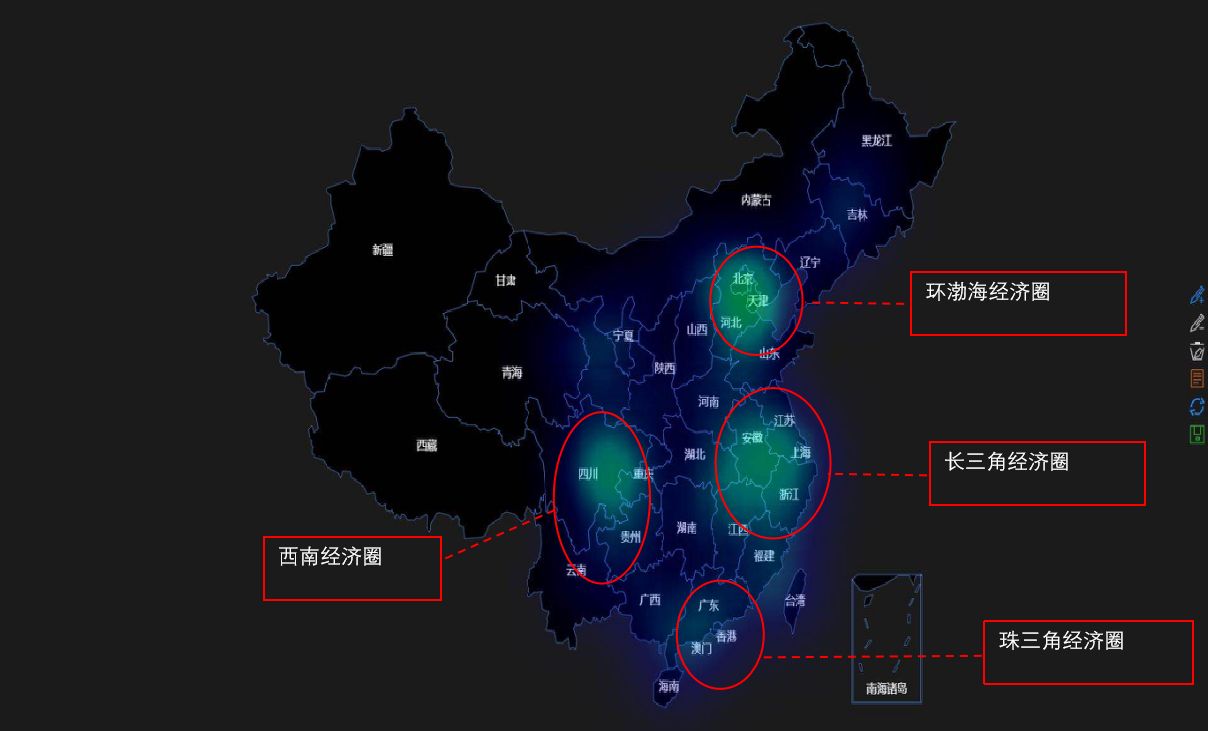 黑龙江
内蒙古
吉林
新疆
辽宁
甘肃
北京
环渤海经济圈
天津
河北
山西
宁夏
山东
陕西
青海
河南
江苏
安徽
西藏
上海
湖北
长三角经济圈
四川
重庆
浙江
湖南
江西
贵州
西南经济圈
福建
云南
广西
台湾
广东
香港
珠三角经济圈
澳门
海南
南海诸岛